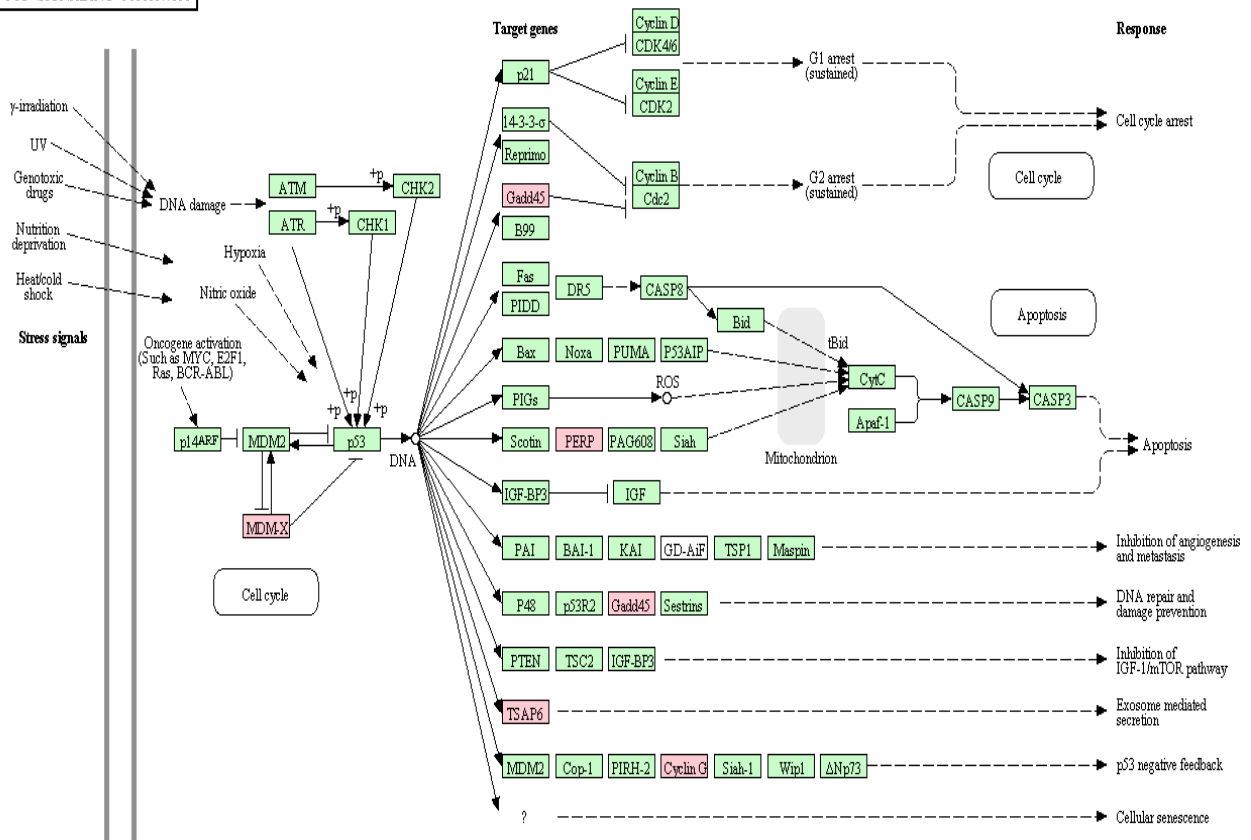 Target genes
Response
Cyclin D
CDK4/6
p21
G1 arrest
(sustained)
Cyclin E
CDK2
γ-irradiation
14-3-3-σ
Cell cycle arrest
UV
Reprimo
Genotoxic
drugs
ATM
+p
CHK2
Cyclin B
Cdc2
G2 arrest
(sustained)
Cell cycle
DNA damage
Gadd45
ATR
+p
CHK1
B99
Nutrition
deprivation
Hypoxia
Heat/cold
shock
Nitric oxide
Fas
PIDD
DR5
CASP8
Bid
Apoptosis
Stress signals
Oncogene activation
(Such as MYC, E2F1,
Ras, BCR-ABL)
tBid
Bax
Noxa
PUMA
P53AIP
CytC
ROS
PIGs
CASP9
CASP3
+p
+p
+p
Apaf-1
p14ARF
MDM2
p53
DNA
Scotin
PERP
PAG608
Siah
Mitochondrion
Apoptosis
IGF-BP3
IGF
MDM-X
PAI
BAI-1
KAI
GD-AiF
TSP1
Maspin
Inhibition of angiogenesis
and metastasis
Cell cycle
P48
p53R2
Gadd45
Sestrins
DNA repair and
damage prevention
PTEN
TSC2
IGF-BP3
Inhibition of
IGF-1/mTOR pathway
TSAP6
Exosome mediated
secretion
MDM2
Cop-1
PIRH-2
Cyclin G
Siah-1
Wip1
ΔNp73
p53 negative feedback
?
Cellular senescence